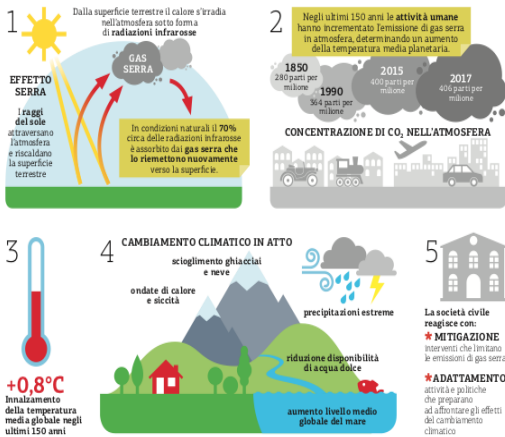 1
Dalla superficie terrestre il calore s'irradia
nell'atmosfera sotto forma
di radiazioni infrarosse
GAS
SERRA
EFFETTO
SERRA
I raggi
del sole
attraversano
l'atmosfera
e riscaldano
la superficie
terrestre
In condizioni naturali il 70%
circa delle radiazioni infrarosse
è assorbito dai gas serra che
lo riemettono nuovamente
verso la superficie.
2
Negli ultimi 150 anni le attività umane
hanno incrementato l'emissione di gas serra
in atmosfera, determinando un aumento
della temperatura media planetaria.
1850
280 parti per
milione
1990
364 parti per
milione
2015
400 parti per
milione
2017
406 parti per
milione
CONCENTRAZIONE DI CO₂ NELL'ATMOSFERA
3
+0,8°C
Innalzamento
della temperatura
media globale negli
ultimi 150 anni
4
CAMBIAMENTO CLIMATICO IN ATTO
scioglimento ghiacciai
e neve
ondate di calore
e siccità
precipitazioni estreme
riduzione disponibilità
di acqua dolce
aumento livello medio
globale del mare
5
La società civile
reagisce con:
* MITIGAZIONE
interventi che limitano
le emissioni di gas serra
* ADATTAMENTO
attività e politiche
che preparano
ad affrontare gli effetti
del cambiamento
climatico